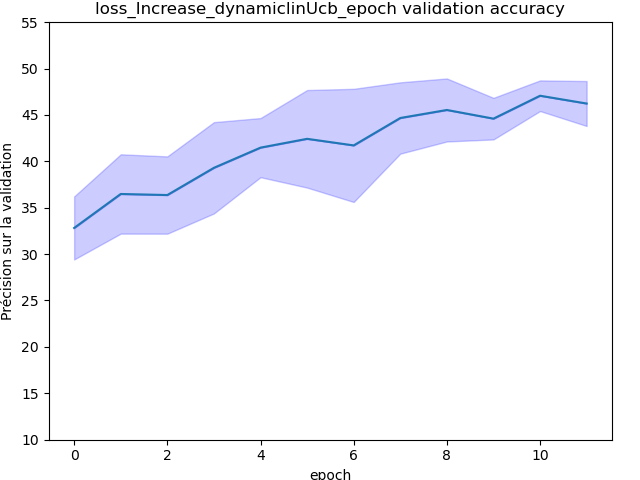 loss_Increase_dynamiclinUcb_epoch validation accuracy
55
50
45
40
35
30
25
20
15
10
Précision sur la validation
0 2 4 6 8 10
epoch